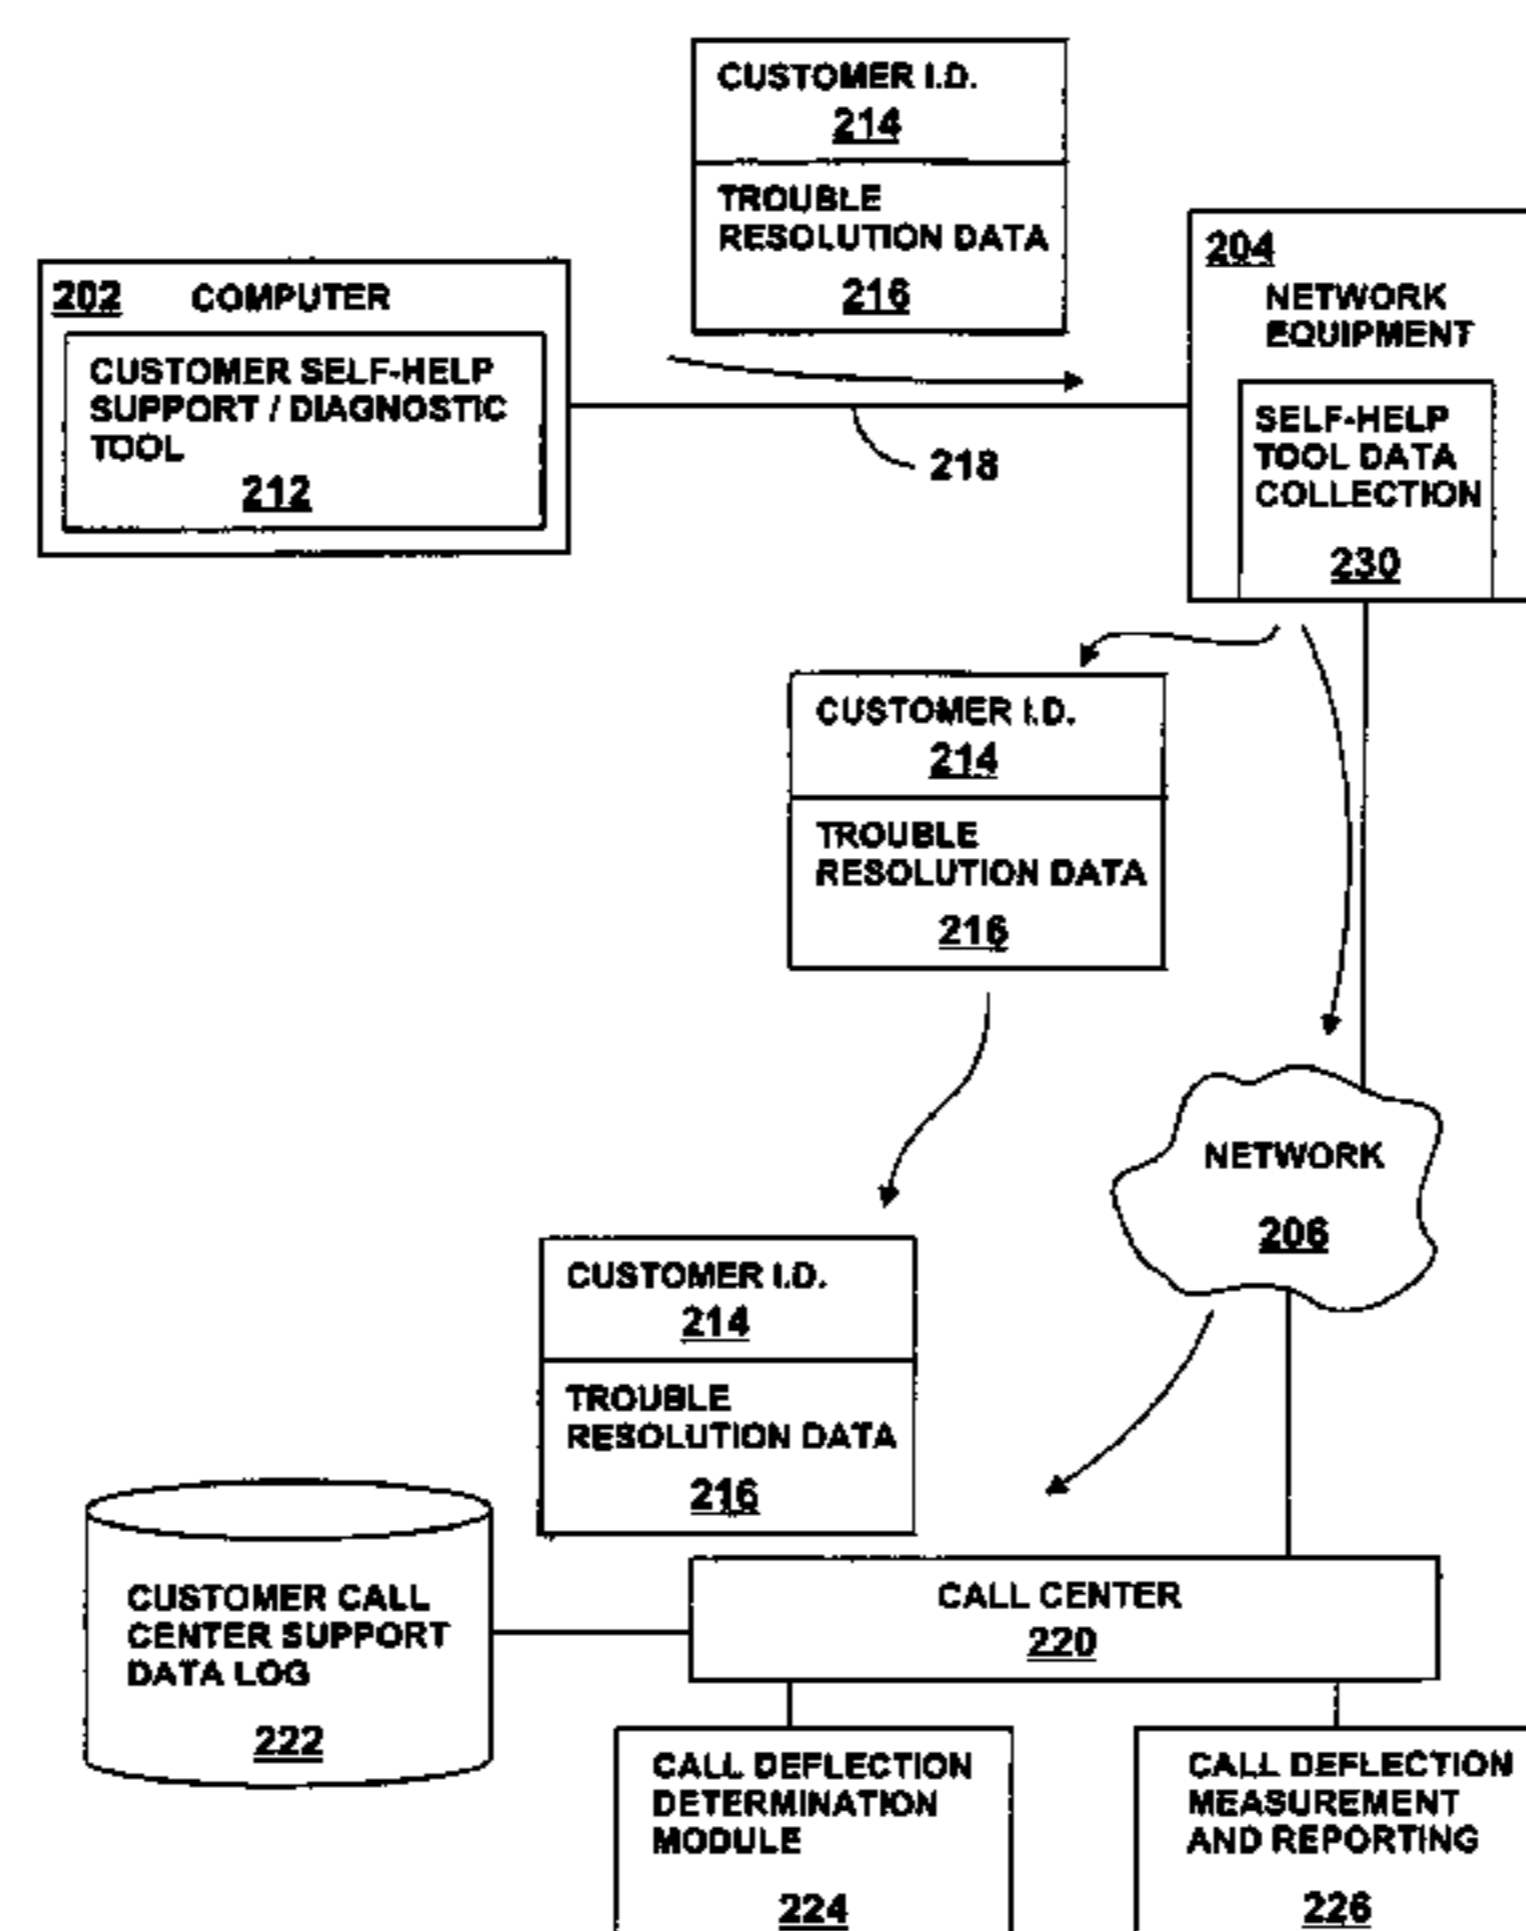 CUSTOMER I.D.
214
TROUBLE
RESOLUTION DATA
216
202 COMPUTER
CUSTOMER SELF-HELP
SUPPORT / DIAGNOSTIC
TOOL
212
218
204
NETWORK
EQUIPMENT
SELF-HELP
TOOL DATA
COLLECTION
230
CUSTOMER I.D.
214
TROUBLE
RESOLUTION DATA
216
NETWORK
206
CUSTOMER I.D.
214
TROUBLE
RESOLUTION DATA
216
CUSTOMER CALL
CENTER SUPPORT
DATA LOG
222
CALL CENTER
220
CALL DEFLECTION
DETERMINATION
MODULE
224
CALL DEFLECTION
MEASUREMENT
AND REPORTING
226